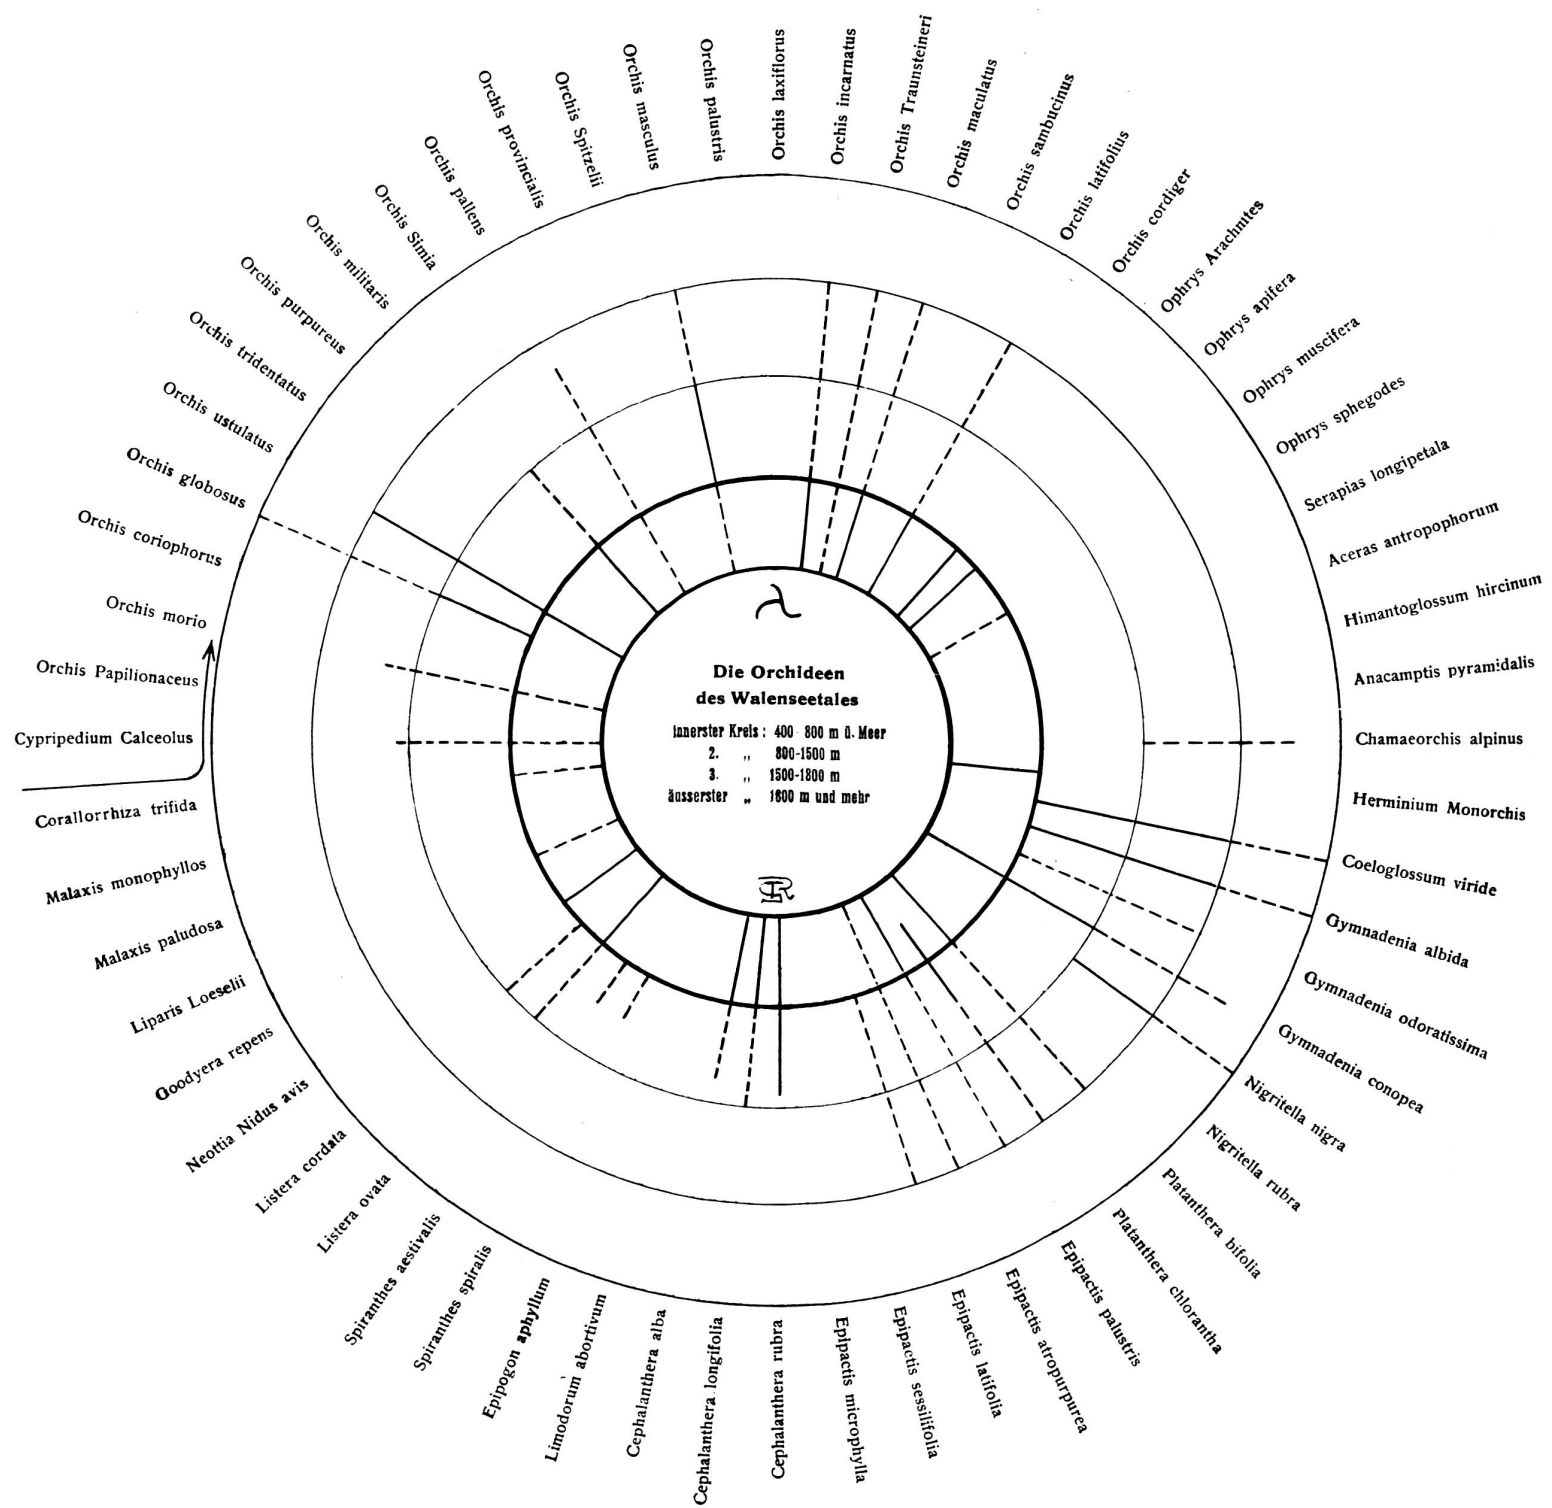 Cypripedium Calceolus
Orchis Papilionaceus
Orchis morio
Orchis coriophorus
Orchis globosus
Orchis ustulatus
Orchis tridentatus
Orchis purpureus
Orchis militaris
Orchis Simia
Orchis pallens
Orchis provincialis
Orchis Spitzelii
Orchis masculus
Orchis palustris
Orchis laxiflorus
Orchis incarnatus
Orchis Traunsteineri
Orchis maculatus
Orchis sambucinus
Orchis latifolius
Orchis cordiger
Ophrys Arachnites
Ophrys apifera
Ophrys muscifera
Ophrys sphegodes
Serapias longipetala
Aceras antropophorum
Himantoglossum hircinum
Anacamptis pyramidalis
Chamaeorchis alpinus
Herminium Monorchis
Coeloglossum viride
Gymnadenia albida
Gymnadenia odoratissima
Gymnadenia conopea
Nigritella nigra
Nigritella rubra
Platanthera bifolia
Platanthera chlorantha
Epipactis palustris
Epipactis atropurpurea
Epipactis latifolia
Epipactis sessilifolia
Epipactis microphylla
Cephalanthera rubra
Cephalanthera longifolia
Cephalanthera alba
Limodorum abortivum
Epipogon aphyllum
Spiranthes spiralis
Spiranthes aestivalis
Listera ovata
Listera cordata
Neottia Nidus avis
Goodyera repens
Liparis Loeselii
Malaxis paludosa
Malaxis monophyllos
Corallorrhiza trifida
Die Orchideen
des Walenseetales
innerster Kreis: 400-800 m ü. Meer
2. „ 800-1500 m
3. „ 1500-1800 m
äusserster „ 1800 m und mehr